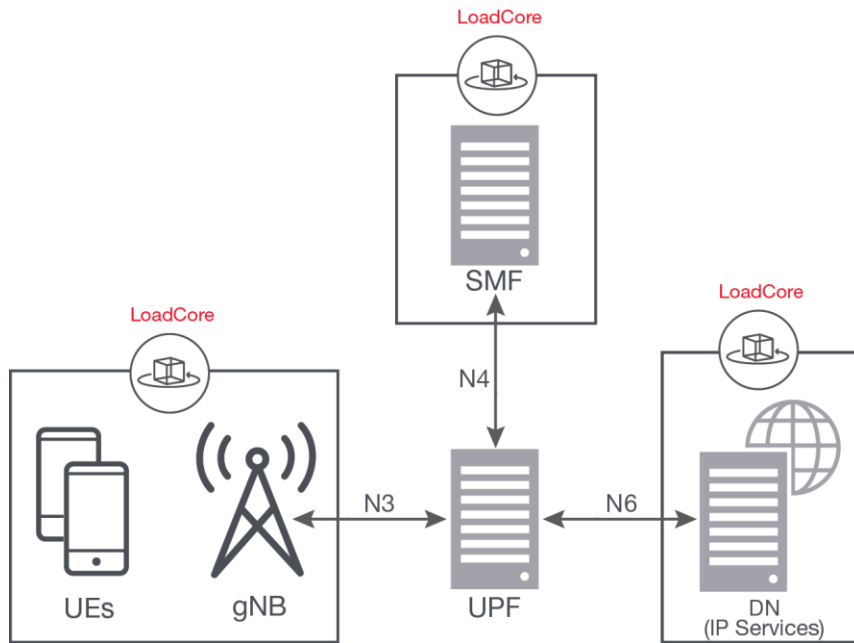 LoadCore
SMF
N4
LoadCore
LoadCore
UEs
gNB
N3
UPF
N6
DN
(IP Services)